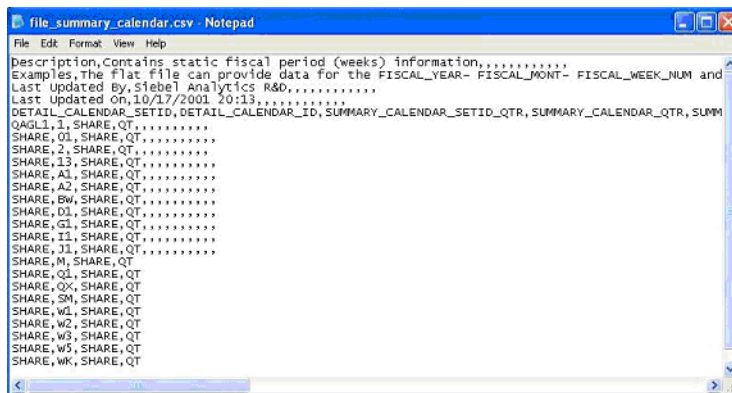 file_summary_calendar.csv - Notepad
File Edit Format View Help
Description,Contains static fiscal period (weeks) information,,,,,,,,,,,,
Examples,The flat file can provide data for the FISCAL_YEAR- FISCAL_MONT- FISCAL_WEEK_NUM and
Last Updated By,Siebel Analytics R&D,,,,,,,,,,,,
Last Updated On,10/17/2001 20:13,,,,,,,,,,,,
DETAIL_CALENDAR_SETID,DETAIL_CALENDAR_ID,SUMMARY_CALENDAR_SETID_QTR,SUMMARY_CALENDAR_QTR,SUMM
QAGL1,1,SHARE,QT,,,,,,,,,,
SHARE,01,SHARE,QT,,,,,,,,,,
SHARE,2,SHARE,QT,,,,,,,,,,
SHARE,13,SHARE,QT,,,,,,,,,,
SHARE,A1,SHARE,QT,,,,,,,,,,
SHARE,A2,SHARE,QT,,,,,,,,,,
SHARE,BW,SHARE,QT,,,,,,,,,,
SHARE,D1,SHARE,QT,,,,,,,,,,
SHARE,G1,SHARE,QT,,,,,,,,,,
SHARE,I1,SHARE,QT,,,,,,,,,,
SHARE,J1,SHARE,QT,,,,,,,,,,
SHARE,M,SHARE,QT
SHARE,Q1,SHARE,QT
SHARE,QX,SHARE,QT
SHARE,SM,SHARE,QT
SHARE,W1,SHARE,QT
SHARE,W2,SHARE,QT
SHARE,W3,SHARE,QT
SHARE,W5,SHARE,QT
SHARE,WK,SHARE,QT